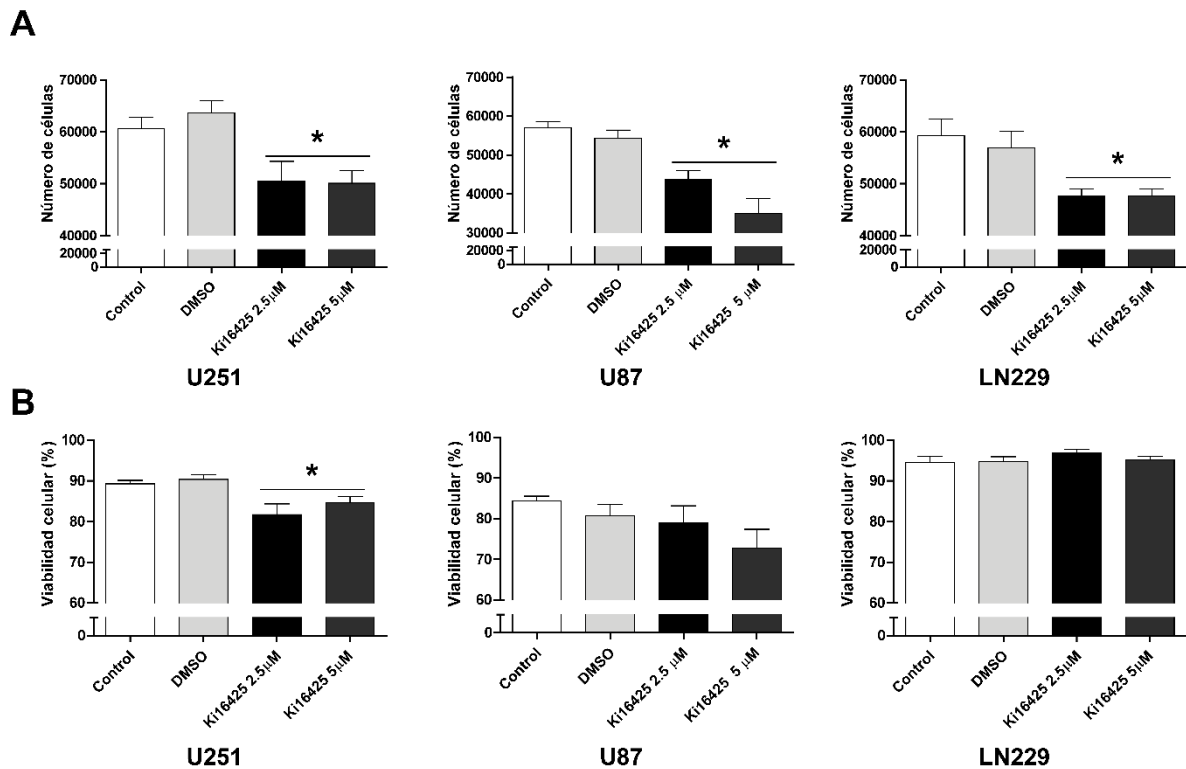 A
Número de células
70000
60000
50000
40000
20000
0
*
Control
DMSO
Ki16425 2.5μM
Ki16425 5μM
U251
Número de células
70000
60000
50000
40000
30000
20000
0
*
Control
DMSO
Ki16425 2.5 μM
Ki16425 5 μM
U87
Número de células
70000
60000
50000
40000
20000
0
*
Control
DMSO
Ki16425 2.5μM
Ki16425 5μM
LN229
B
Viabilidad celular (%)
100
90
80
70
60
0
*
Control
DMSO
Ki16425 2.5μM
Ki16425 5μM
U251
Viabilidad celular (%)
100
80
60
0
Control
DMSO
Ki16425 2.5 μM
Ki16425 5 μM
U87
Viabilidad celular (%)
100
90
80
70
60
0
Control
DMSO
Ki16425 2.5μM
Ki16425 5μM
LN229